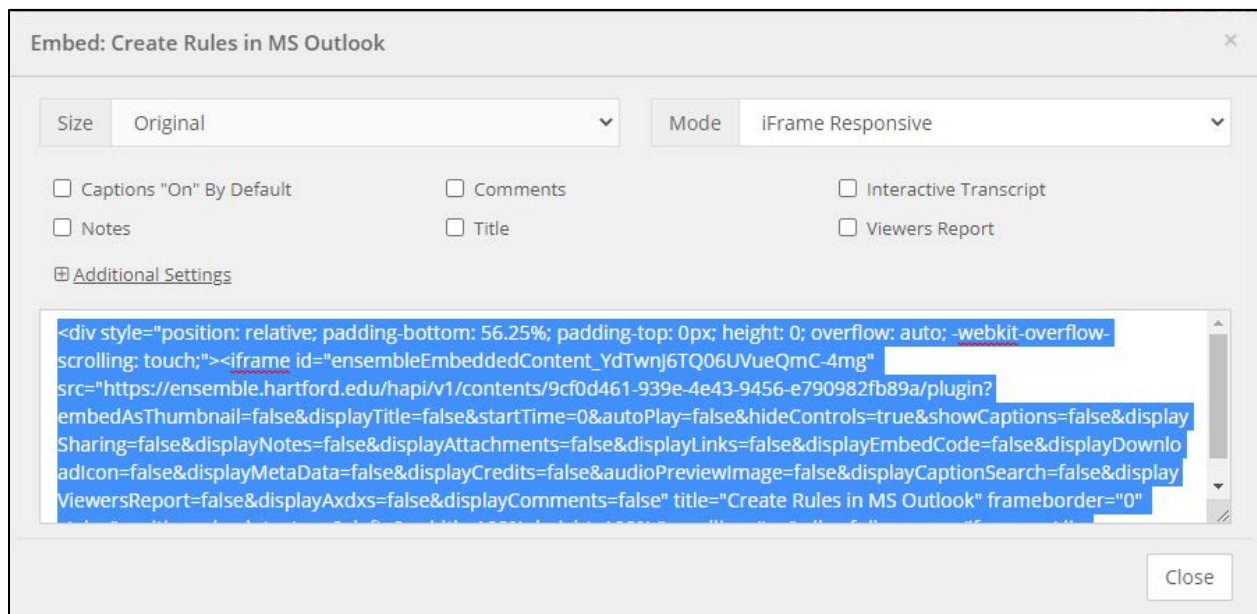 Embed: Create Rules in MS Outlook
×
Size Original Mode iFrame Responsive
Captions "On" By Default Comments Interactive Transcript
Notes Title Viewers Report
Additional Settings
<div style="position: relative; padding-bottom: 56.25%; padding-top: 0px; height: 0; overflow: auto; -webkit-overflow-
scrolling: touch;"><iframe id="ensembleEmbeddedContent_YdTwnJ6TQ06UVueQmC-4mg"
src="https://ensemble.hartford.edu/hapi/v1/contents/9cf0d461-939e-4e43-9456-e790982fb89a/plugin?
embedAsThumbnail=false&displayTitle=false&startTime=0&autoPlay=false&hideControls=true&showCaptions=false&display
Sharing=false&displayNotes=false&displayAttachments=false&displayLinks=false&displayEmbedCode=false&displayDownlo
adIcon=false&displayMetaData=false&displayCredits=false&audioPreviewImage=false&displayCaptionSearch=false&display
ViewersReport=false&displayAxdxs=false&displayComments=false" title="Create Rules in MS Outlook" frameborder="0"
Close